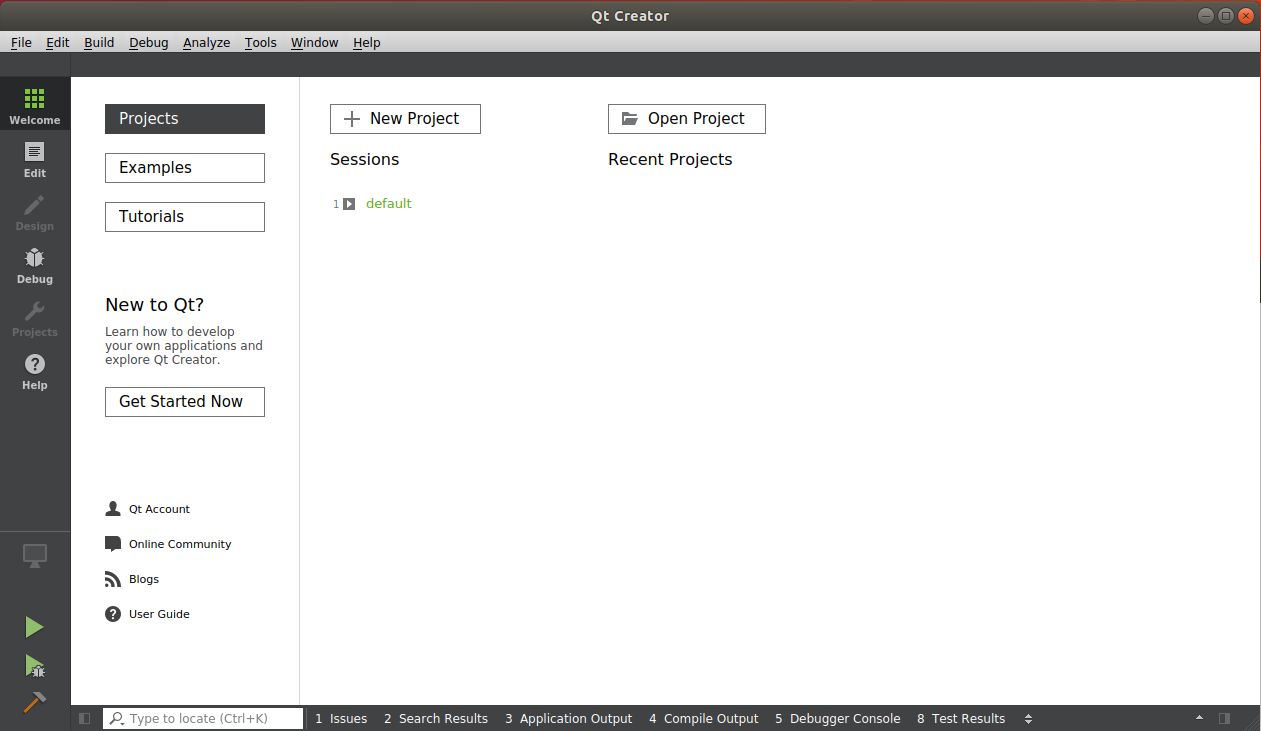 Qt Creator
File Edit Build Debug Analyze Tools Window Help
Welcome
Edit
Design
Debug
Projects
Help
Projects
Examples
Tutorials
New to Qt?
Learn how to develop
your own applications and
explore Qt Creator.
Get Started Now
Qt Account
Online Community
Blogs
User Guide
New Project
Open Project
Sessions
Recent Projects
1 default
Type to locate (Ctrl+K)
1 Issues 2 Search Results 3 Application Output 4 Compile Output 5 Debugger Console 8 Test Results